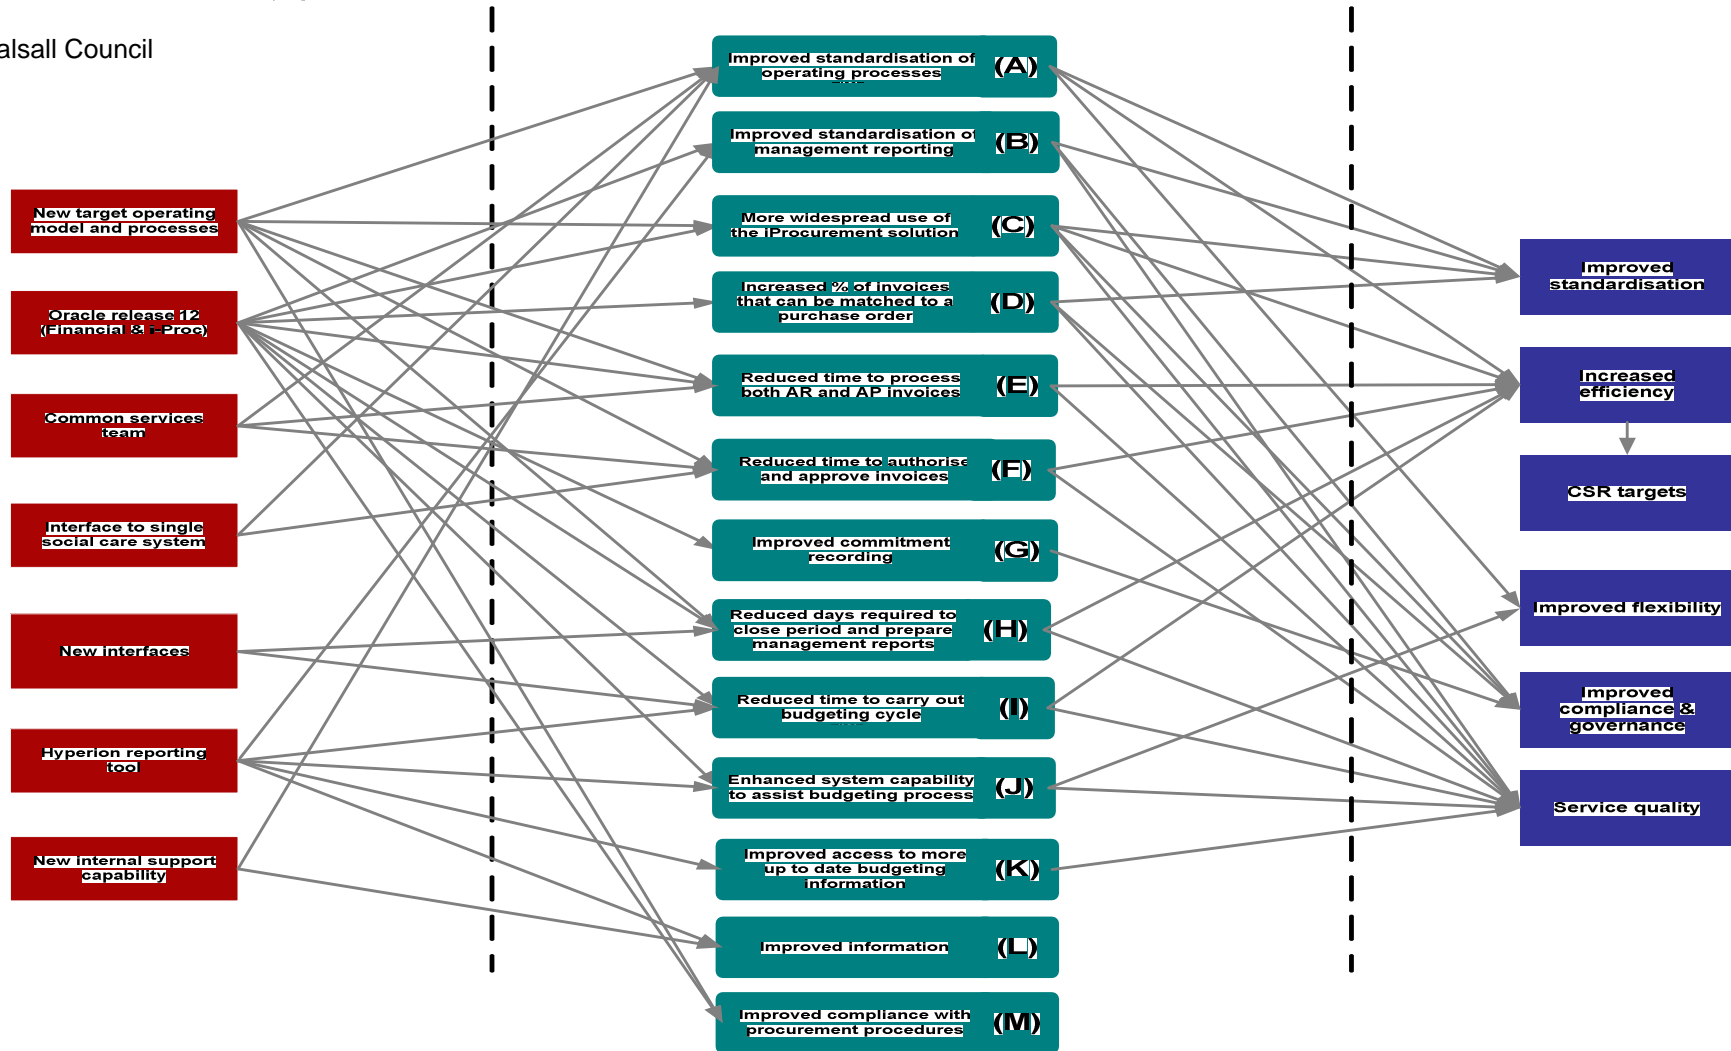 alsall Council
Improved standardisation of
operating processes
(A)
Improved standardisation of
management reporting
(B)
More widespread use of
the iProcurement solution
(C)
Increased % of invoices
that can be matched to a
purchase order
(D)
Reduced time to process
both AR and AP invoices
(E)
Reduced time to authorise
and approve invoices
(F)
Improved commitment
recording
(G)
Reduced days required to
close period and prepare
management reports
(H)
Reduced time to carry out
budgeting cycle
(I)
Enhanced system capability
to assist budgeting process
(J)
Improved access to more
up to date budgeting
information
(K)
Improved information
(L)
Improved compliance with
procurement procedures
(M)
New target operating
model and processes
Oracle release 12
(Financial & i-Proc)
Common services
team
Interface to single
social care system
New interfaces
Hyperion reporting
tool
New internal support
capability
Improved
standardisation
Increased
efficiency
CSR targets
Improved flexibility
Improved
compliance &
governance
Service quality